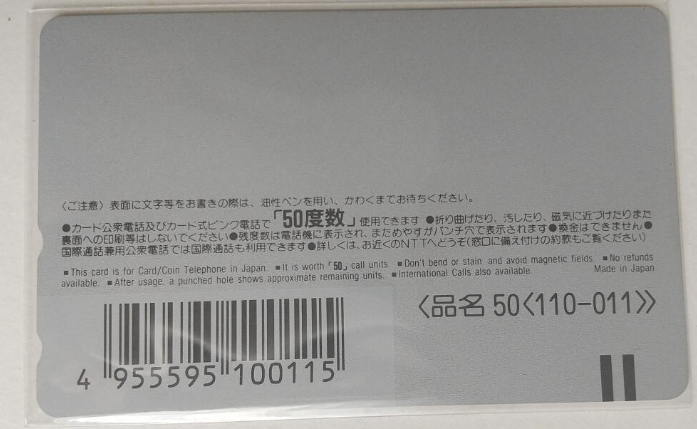 〈ご注意〉表面に文字等をお書きの際は、油性ペンを用い、かわくまでお待ちください。
●カード公衆電話及びカード式ピンク電話で「50度数」使用できます ●折り曲げたり、汚したり、磁気に近づけたりまた
裏面への印刷等はしないでください●残度数は電話機に表示され、まためやすがパンチ穴で表示されます●換金はできません●
国際通話兼用公衆電話では国際通話も利用できます●詳しくは、お近くのNTTへどうぞ(窓口に備え付けの約款もご覧ください)
■This card is for Card/Coin Telephone in Japan. ■It is worth「50」call units. ■Don't bend or stain and avoid magnetic fields. ■No refunds
available. ■After usage, a punched hole shows approximate remaining units. ■International Calls also available. Made in Japan
〈品名 50〈110-011〉〉
4 955595 100115